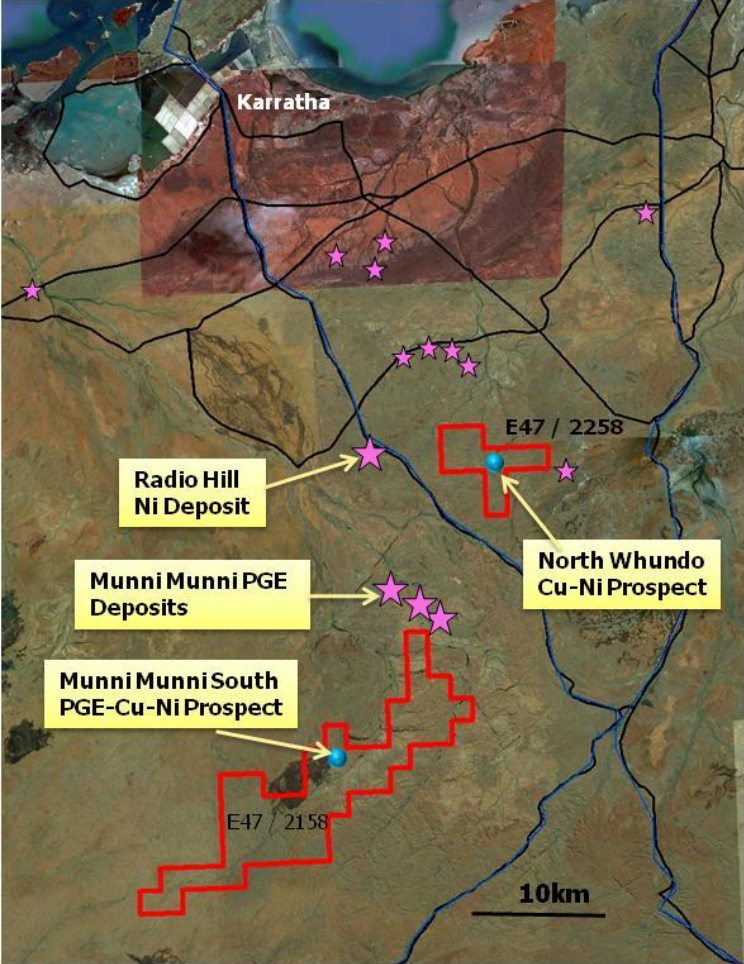 Karratha
E47 / 2258
Radio Hill
Ni Deposit
North Whundo
Cu-Ni Prospect
Munni Munni PGE
Deposits
Munni Munni South
PGE-Cu-Ni Prospect
E47 / 2158
10km